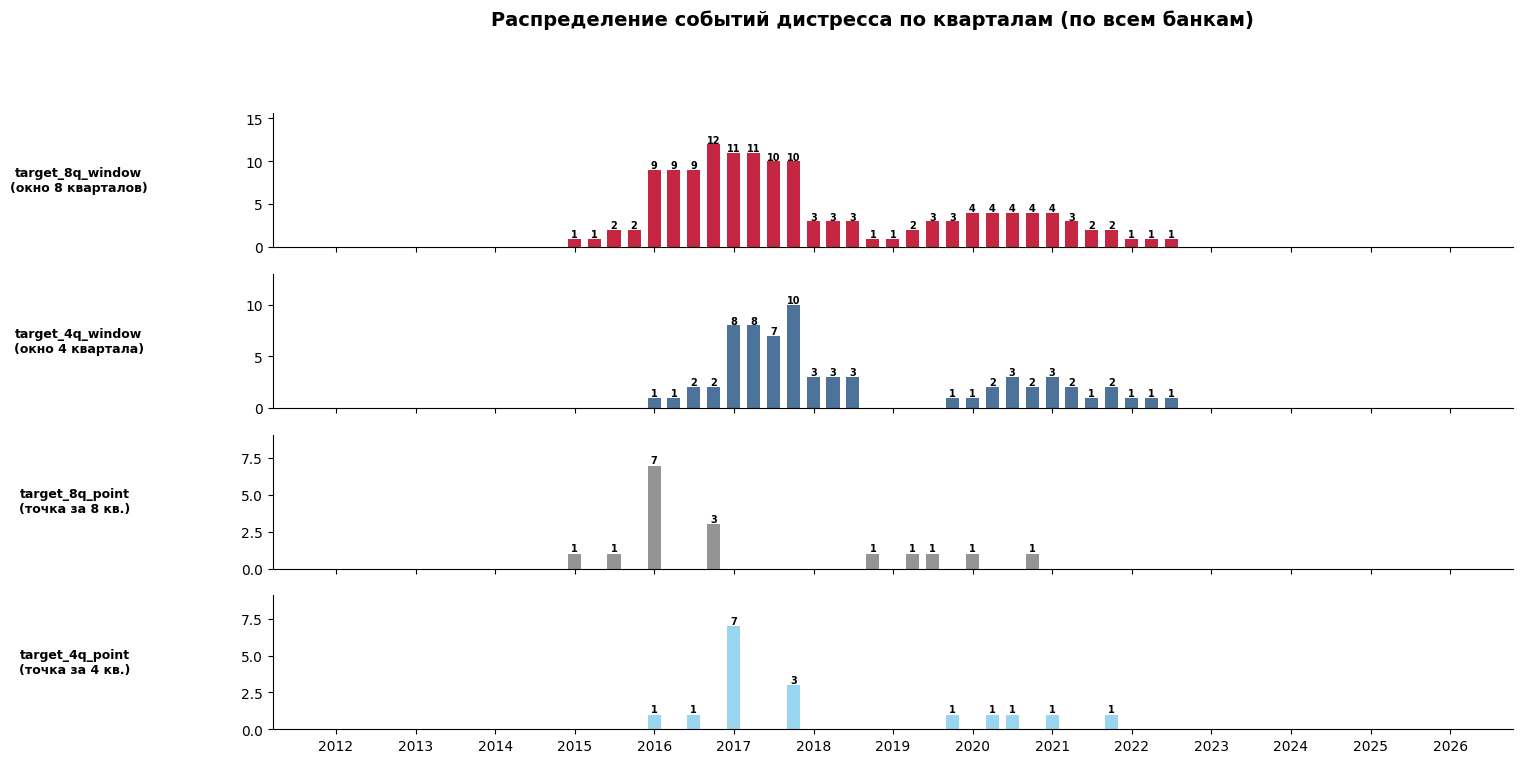 Распределение событий дистресса по кварталам (по всем банкам)
target_8q_window
(окно 8 кварталов)
15
10
5
0
1 1 2 2 9 9 9 12 11 11 10 10 3 3 3 1 1 2 3 3 4 4 4 4 4 3 2 2 1 1 1
target_4q_window
(окно 4 квартала)
10
5
0
1 1 2 2 8 8 7 10 3 3 3 1 1 2 3 2 3 2 1 2 1 1 1
target_8q_point
(точка за 8 кв.)
7.5
5.0
2.5
0.0
1 1 7 3 1 1 1 1 1
target_4q_point
(точка за 4 кв.)
7.5
5.0
2.5
0.0
1 1 7 3 1 1 1 1 1
2012 2013 2014 2015 2016 2017 2018 2019 2020 2021 2022 2023 2024 2025 2026